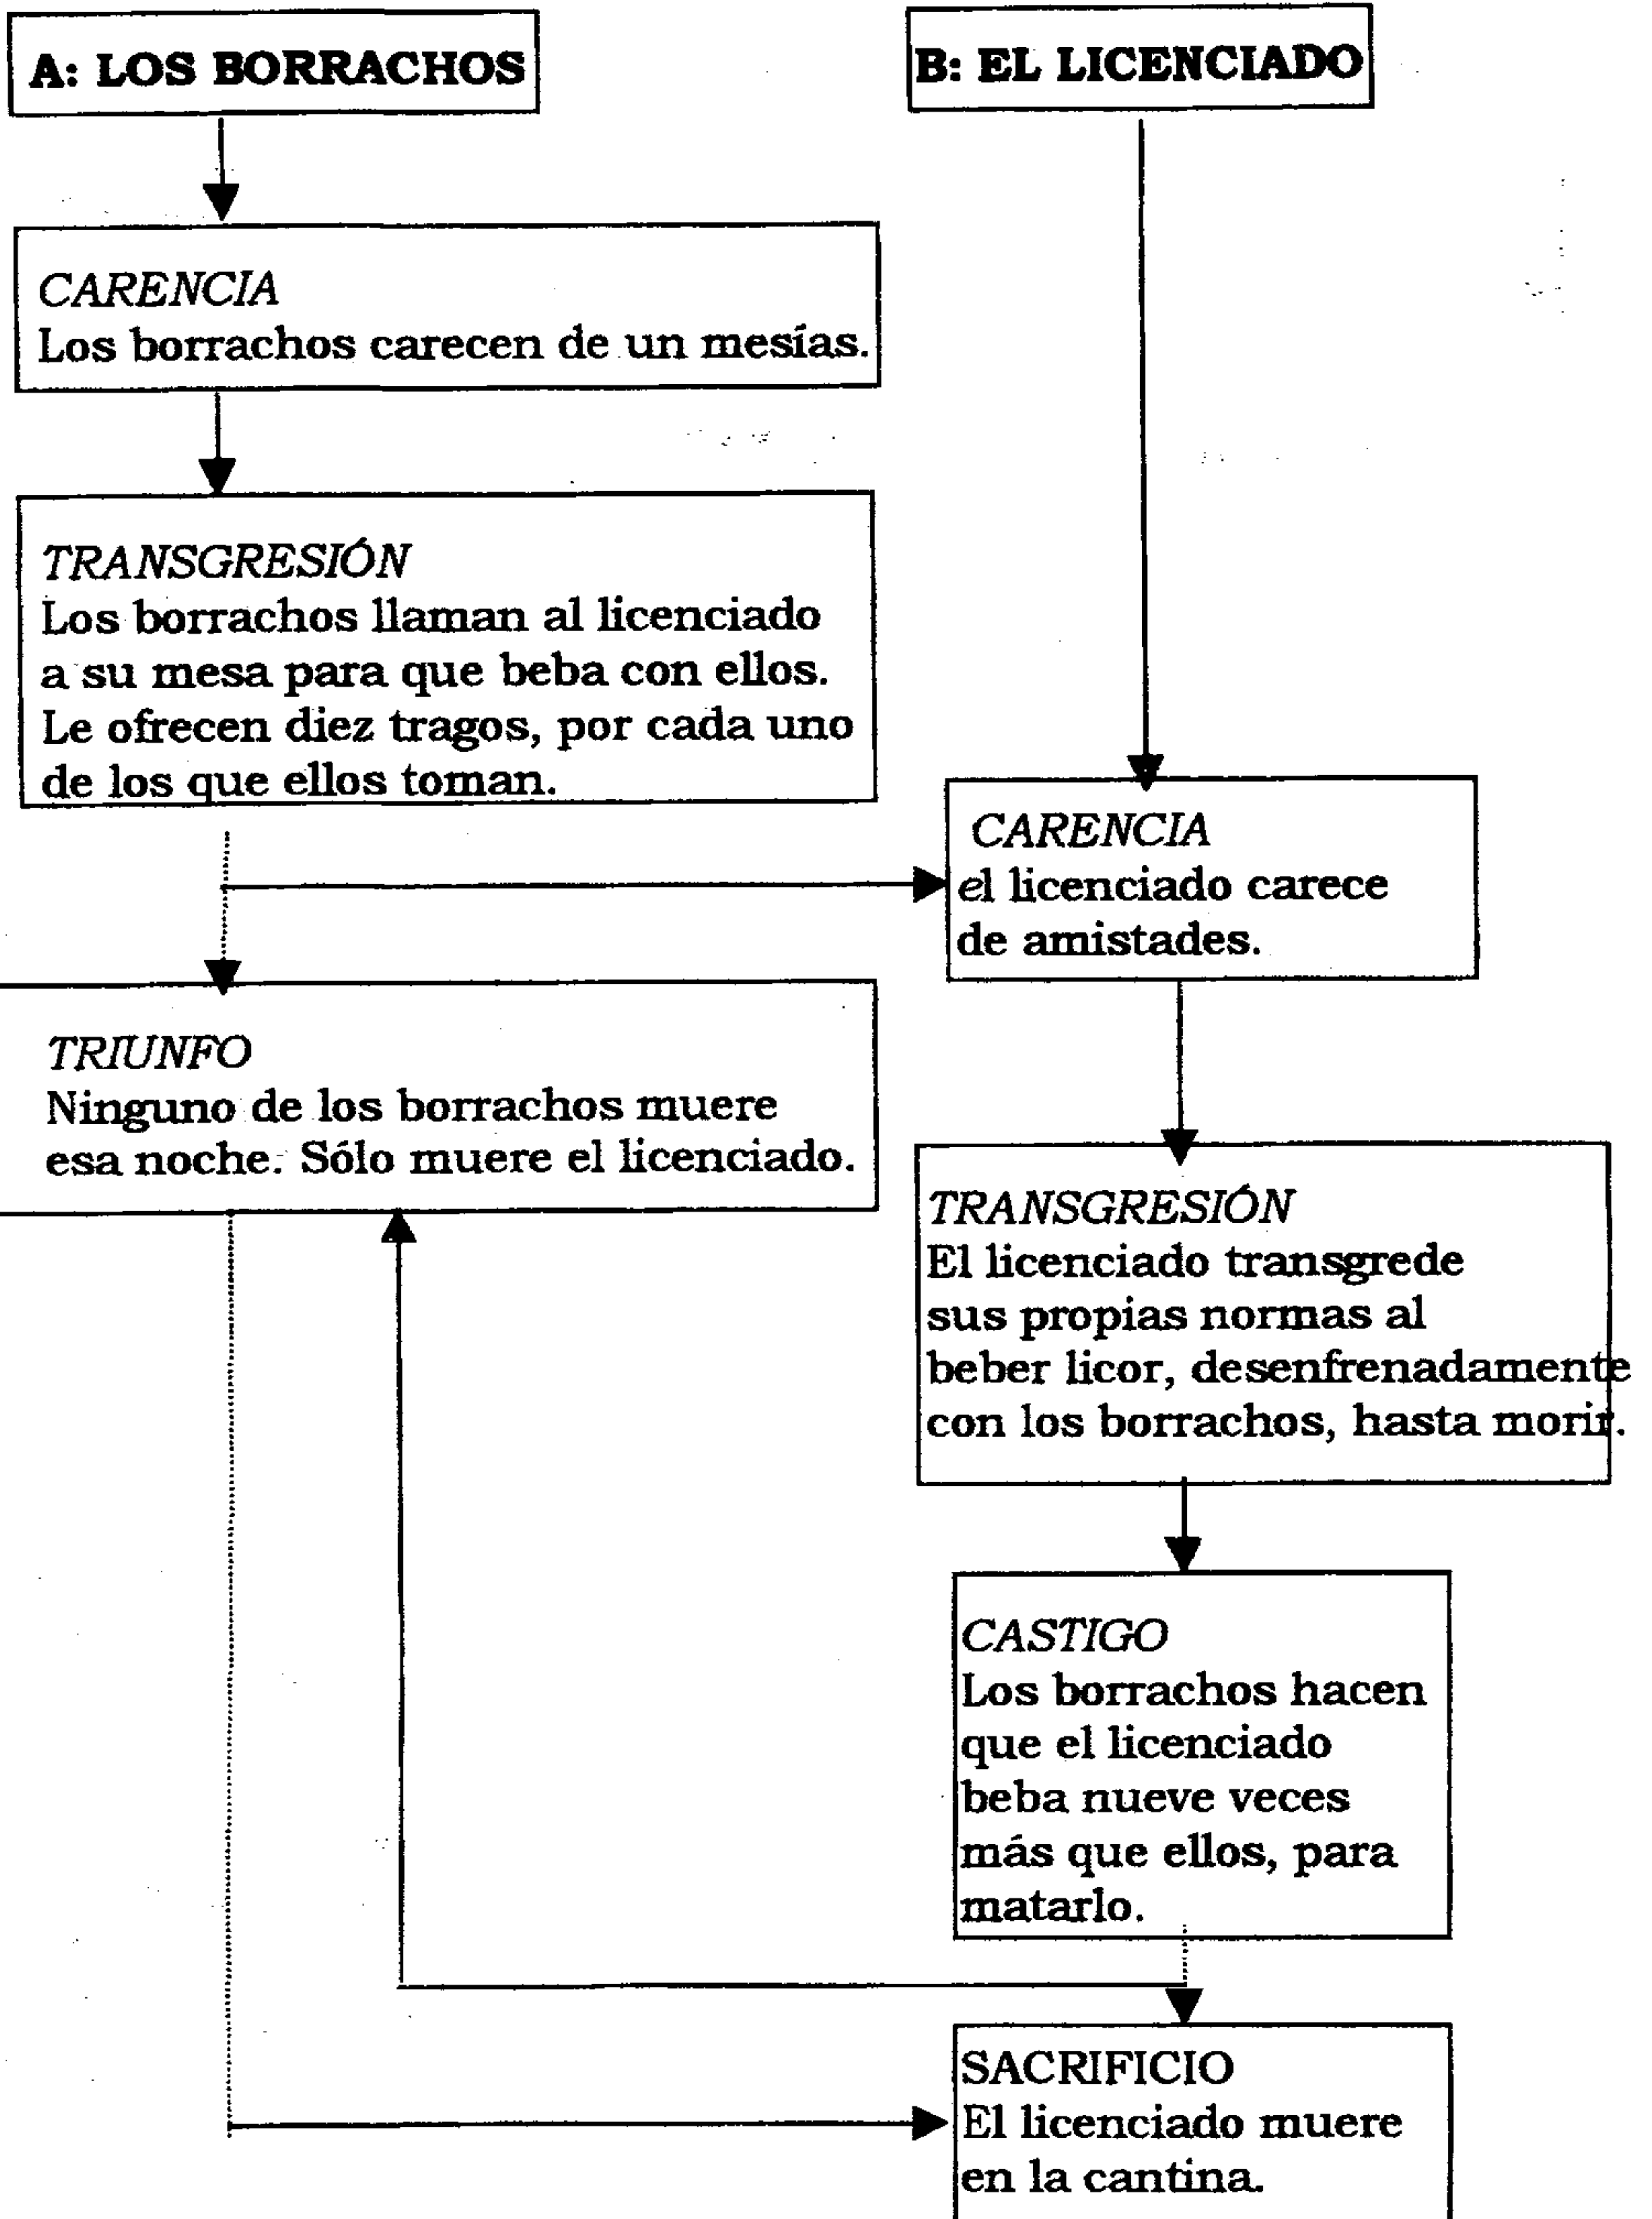 A: LOS BORRACHOS
B: EL LICENCIADO
CARENCIA
Los borrachos carecen de un mesías.
TRANSGRESIÓN
Los borrachos llaman al licenciado
a su mesa para que beba con ellos.
Le ofrecen diez tragos, por cada uno
de los que ellos toman.
CARENCIA
el licenciado carece
de amistades.
TRIUNFO
Ninguno de los borrachos muere
esa noche. Sólo muere el licenciado.
TRANSGRESIÓN
El licenciado transgrede
sus propias normas al
beber licor, desenfrenadamente
con los borrachos, hasta morir.
CASTIGO
Los borrachos hacen
que el licenciado
beba nueve veces
más que ellos, para
matarlo.
SACRIFICIO
El licenciado muere
en la cantina.